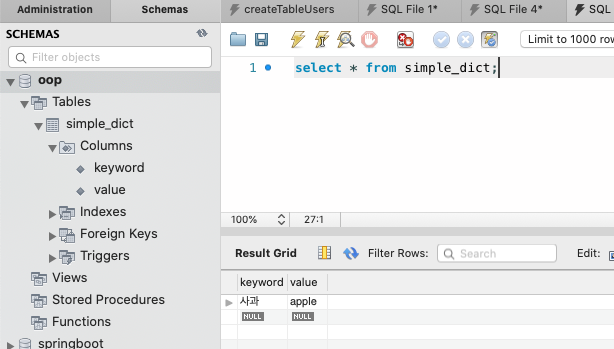 Administration Schemas createTableUsers SQL File 1* SQL File 4* SQL
SCHEMAS
Filter objects
Limit to 1000 row
oop
Tables
simple_dict
Columns
keyword
value
Indexes
Foreign Keys
Triggers
Views
Stored Procedures
Functions
springboot
1 select * from simple_dict;
100% 27:1
Result Grid Filter Rows: Search Edit:
keyword value
사과 apple
NULL NULL